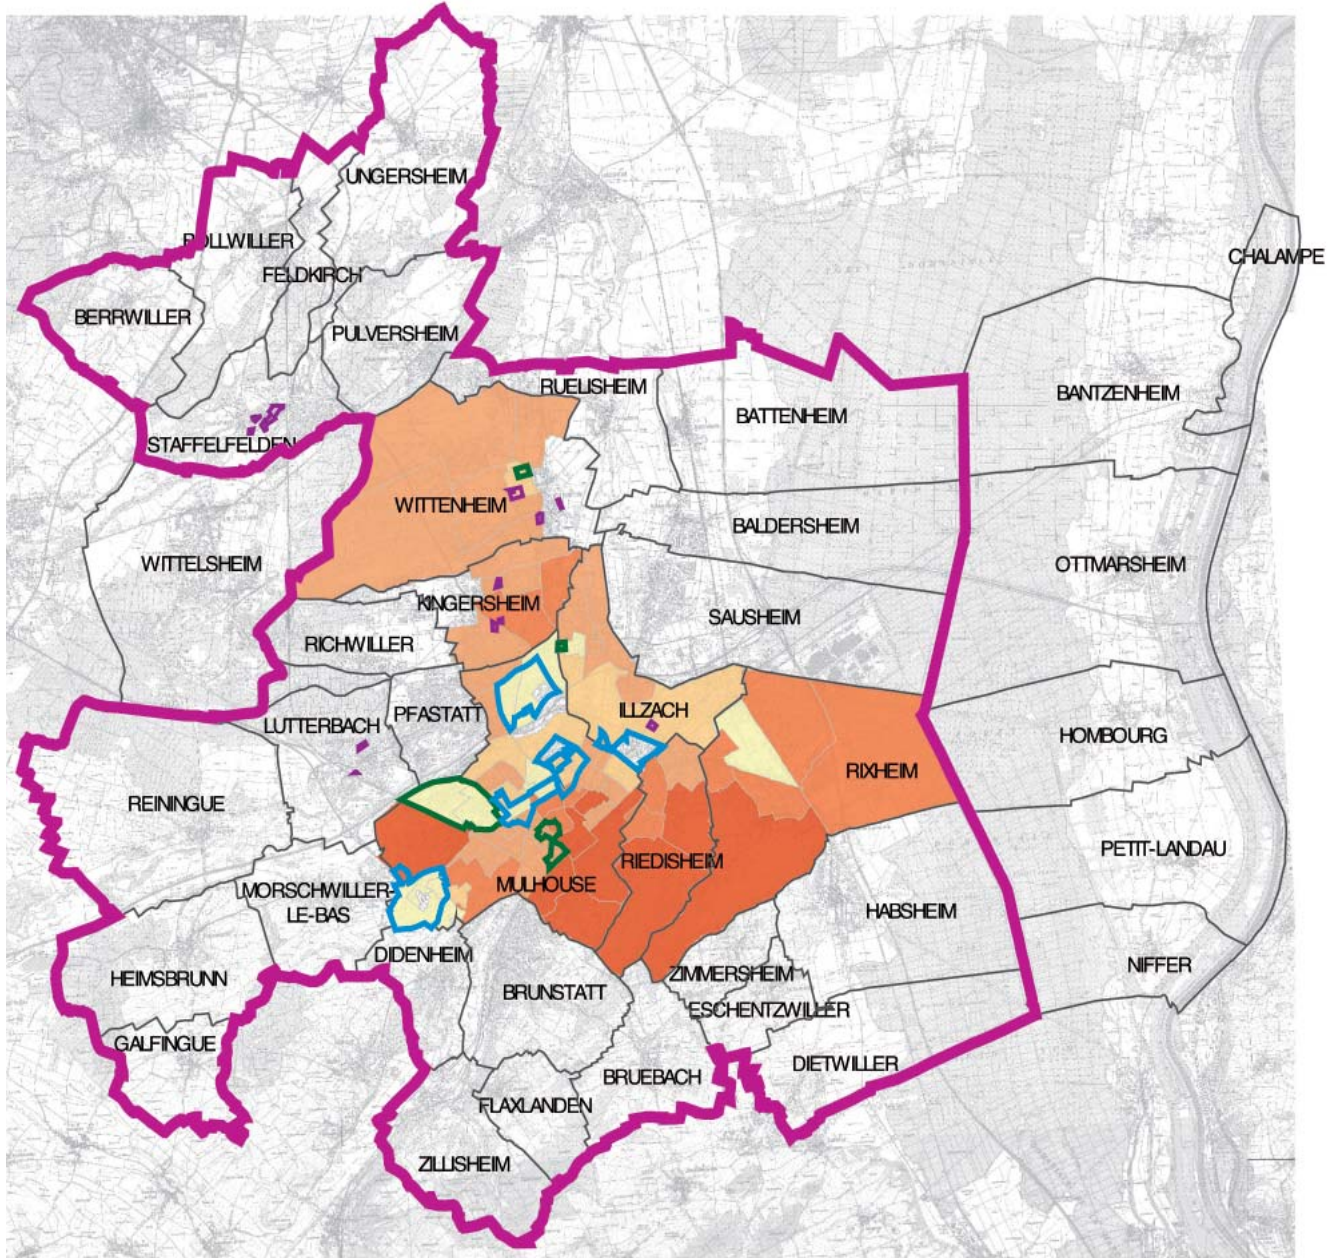 UNGERSHEIM
BOLLWILLER
CHALAMPE
FELDKIRCH
BERRWILLER
PULVERSHEIM
RUELISHEIM
BANTZENHEIM
BATTENHEIM
STAFFELFELDEN
WITTENHEIM
BALDERSHEIM
WITTELSHEIM
OTTMARSHEIM
KINGERSHEIM
SAUSHEIM
RICHWILLER
ILLZACH
PFASTATT
LUTTERBACH
HOMBOURG
RIXHEIM
REININGUE
PETIT-LANDAU
RIEDISHEIM
MULHOUSE
MORSCHWILLER-
LE-BAS
HABSHEIM
DIDENHEIM
NIFFER
ZIMMERSHEIM
HEIMSBRUNN
BRUNSTATT
ESCHENTZWILLER
GALFINGUE
DIETWILLER
BRUEBACH
FLAXLANDEN
ZILLISHEIM